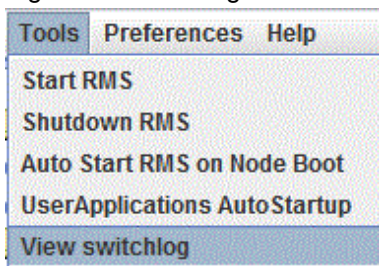 Tools Preferences Help
Start RMS
Shutdown RMS
Auto Start RMS on Node Boot
UserApplications AutoStartup
View switchlog